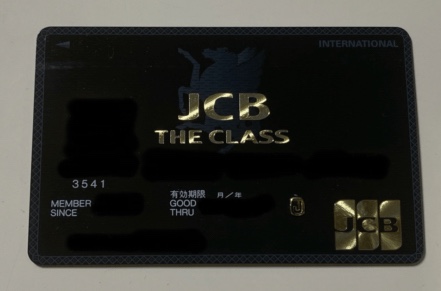 INTERNATIONAL
JCB
THE CLASS
3541
MEMBER SINCE
有効期限 月/年
GOOD THRU
JCB